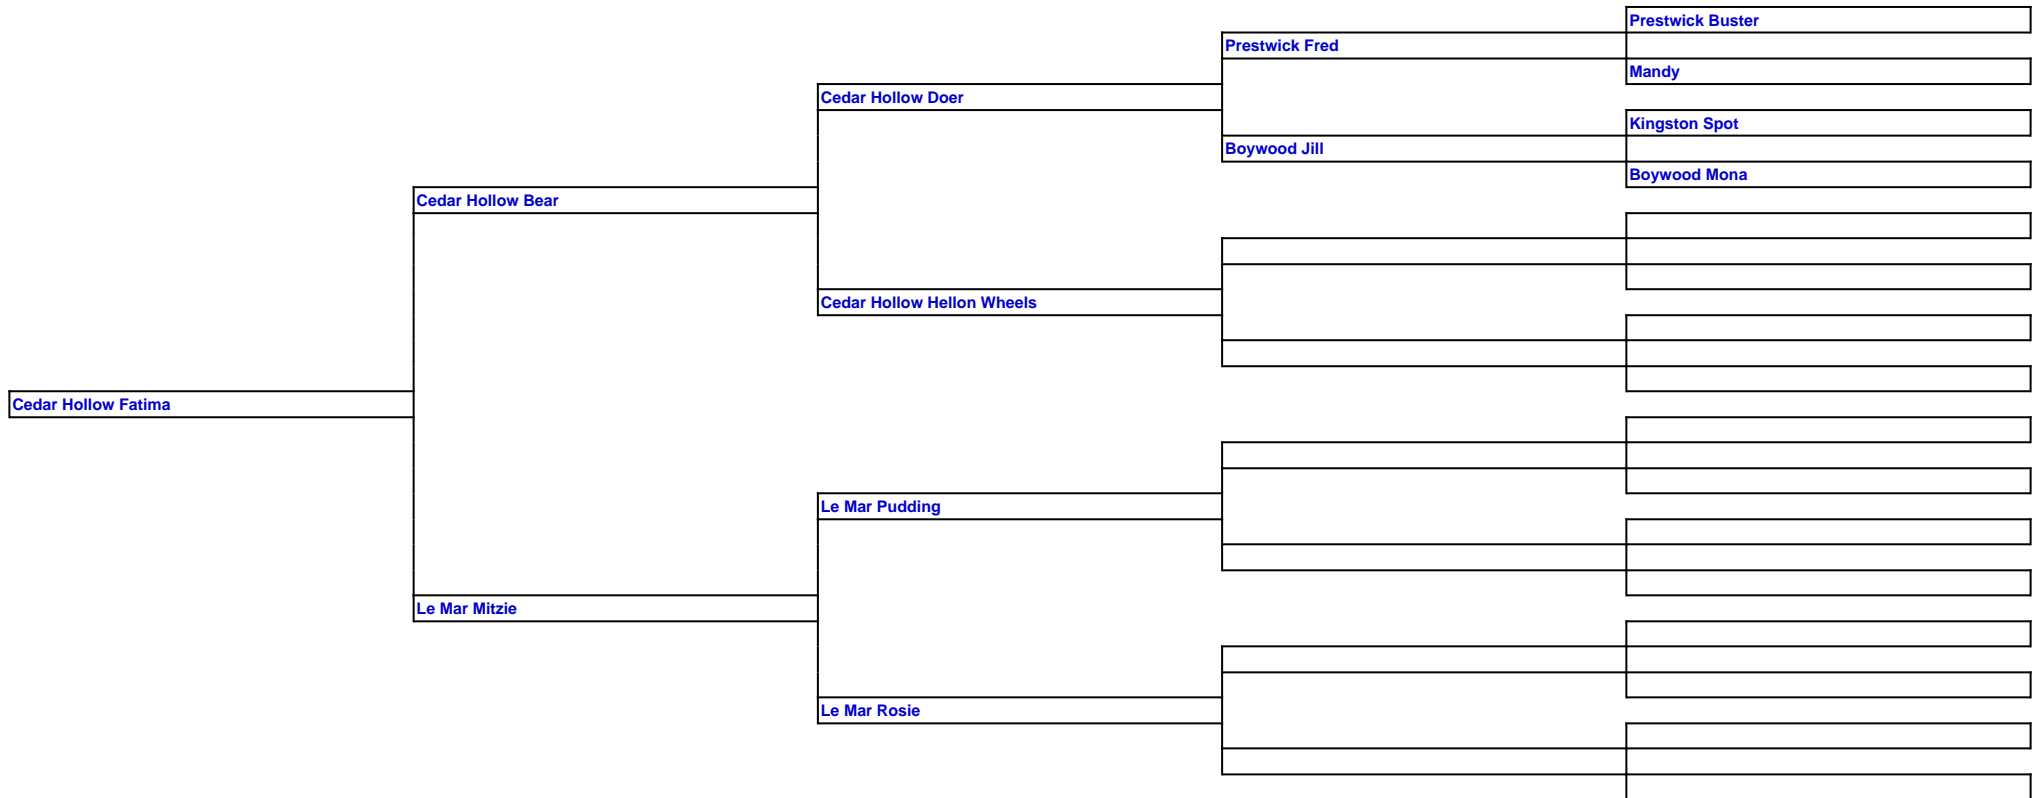 Prestwick Buster
Prestwick Fred
Mandy
Cedar Hollow Doer
Kingston Spot
Boywood Jill
Boywood Mona
Cedar Hollow Bear
Cedar Hollow Hellon Wheels
Cedar Hollow Fatima
Le Mar Pudding
Le Mar Mitzie
Le Mar Rosie